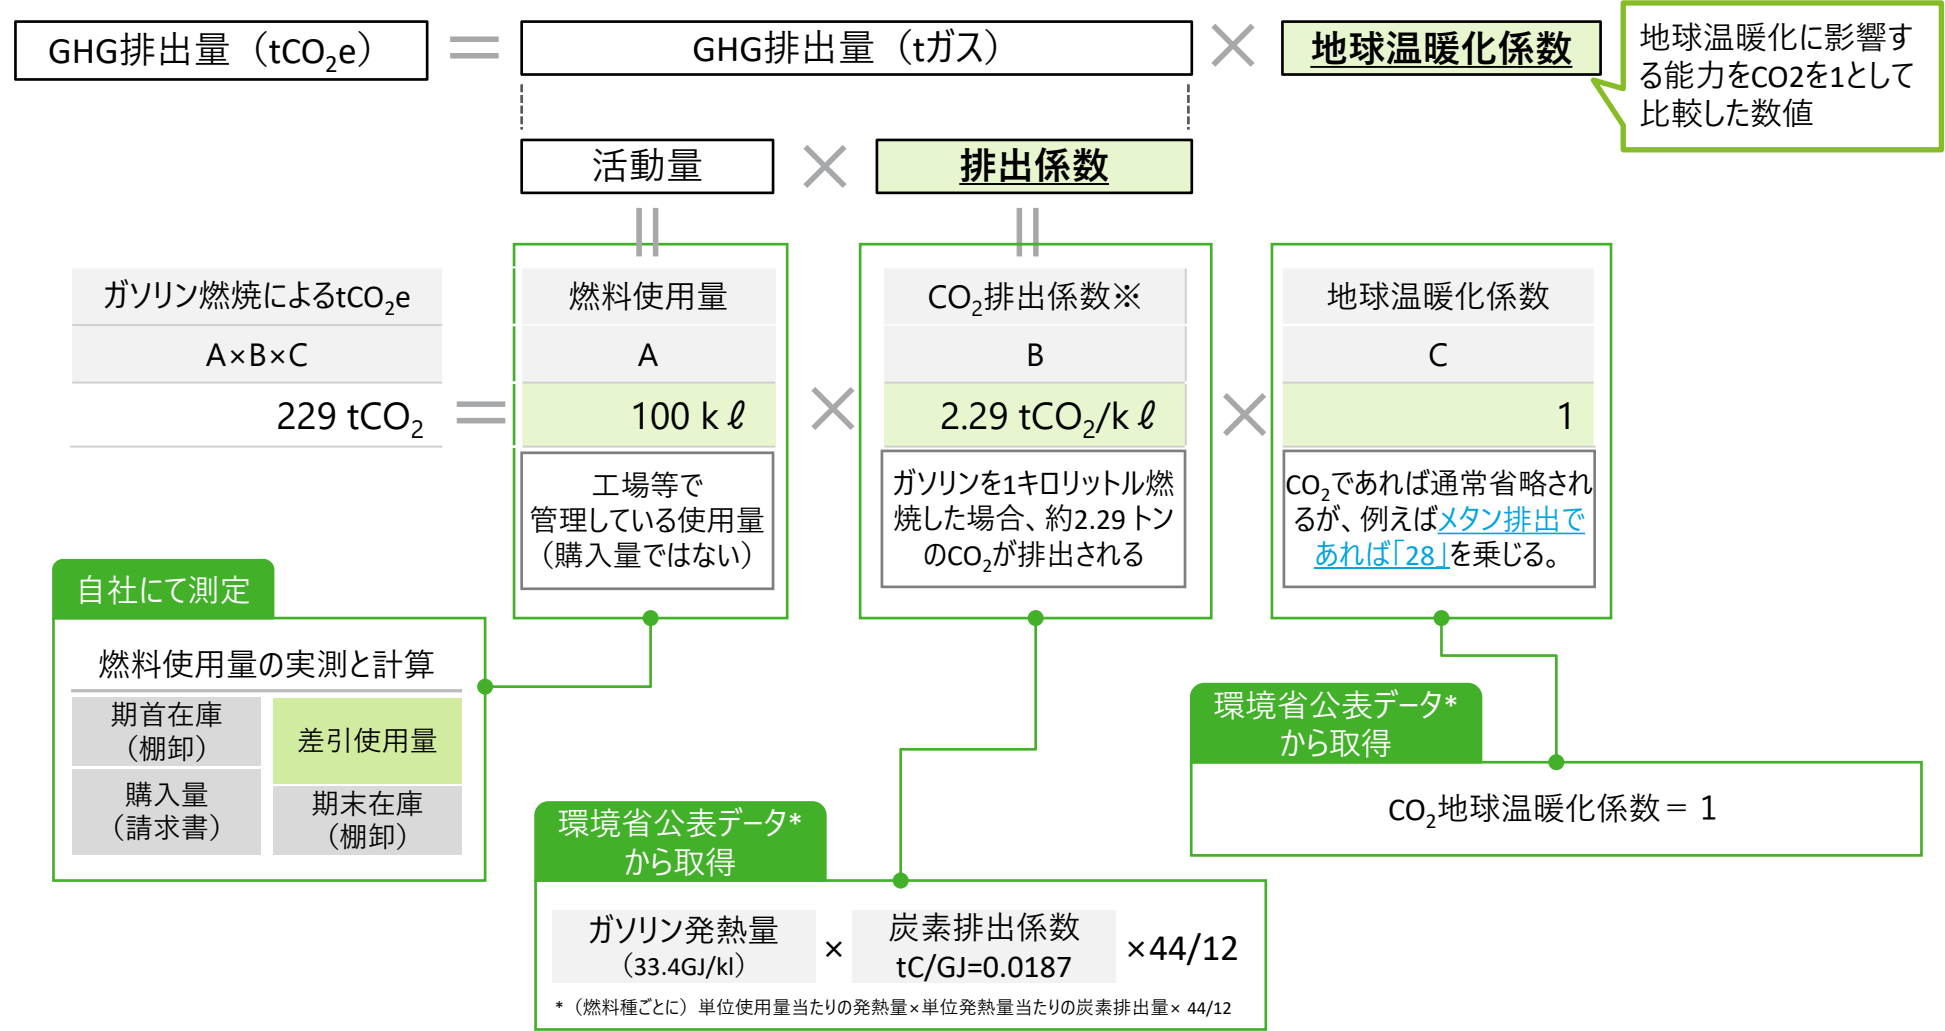 GHG排出量（tCO₂e）
＝
GHG排出量（tガス）
×
地球温暖化係数
地球温暖化に影響す
る能力をCO2を1として
比較した数値
活動量
×
排出係数
＝
＝
ガソリン燃焼によるtCO₂e
A×B×C
229 tCO₂
＝
燃料使用量
A
100 kℓ
工場等で
管理している使用量
（購入量ではない）
×
CO₂排出係数※
B
2.29 tCO₂/kℓ
ガソリンを1キロリットル燃
焼した場合、約2.29 トン
のCO₂が排出される
×
地球温暖化係数
C
1
CO₂であれば通常省略され
るが、例えばメタン排出で
あれば「28」を乗じる。
自社にて測定
燃料使用量の実測と計算
期首在庫
（棚卸）
差引使用量
購入量
（請求書）
期末在庫
（棚卸）
環境省公表データ*
から取得
ガソリン発熱量
（33.4GJ/kl）
×
炭素排出係数
tC/GJ=0.0187
×44/12
*（燃料種ごとに）単位使用量当たりの発熱量×単位発熱量当たりの炭素排出量× 44/12
環境省公表データ*
から取得
CO₂地球温暖化係数＝ 1